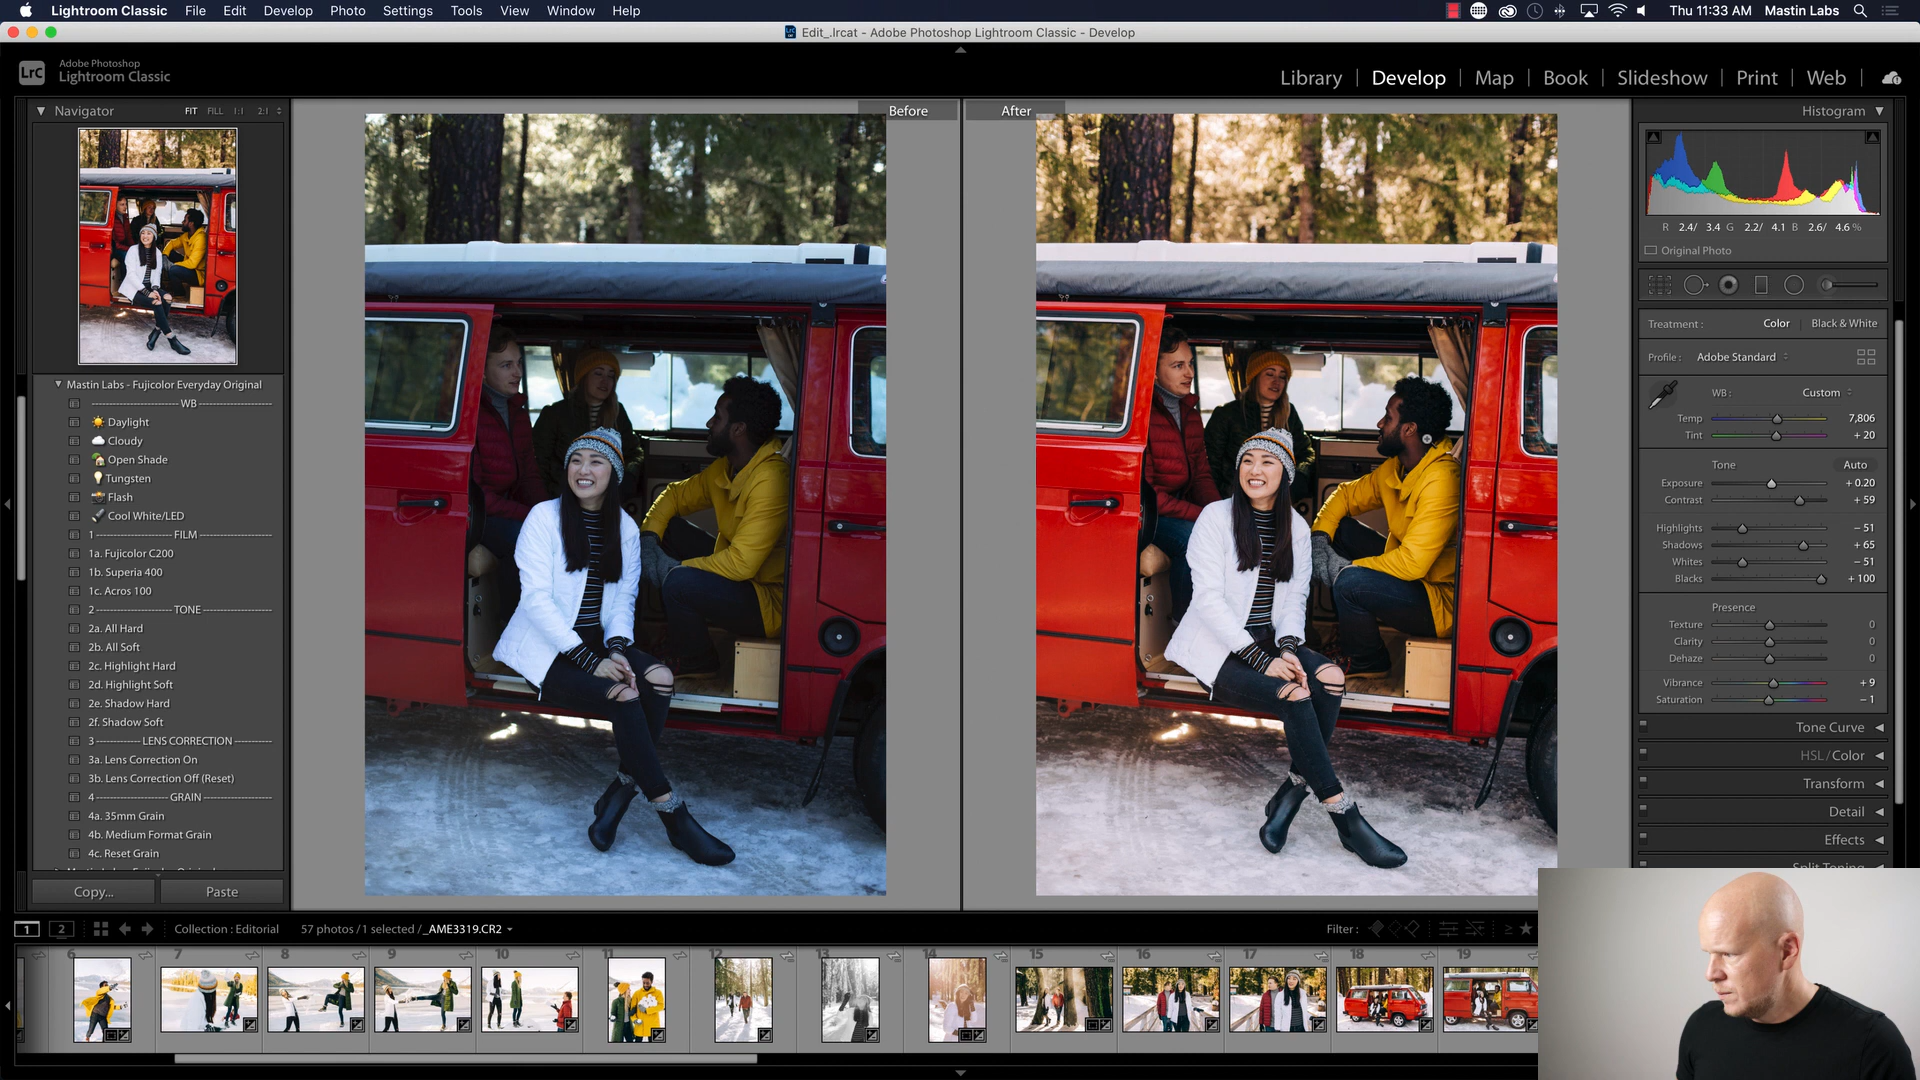 Lightroom Classic File Edit Develop Photo Settings Tools View Window Help Thu 11:33 AM Mastin Labs
Edit_.lrcat - Adobe Photoshop Lightroom Classic - Develop
LrC Adobe Photoshop
Lightroom Classic
Library | Develop | Map | Book | Slideshow | Print | Web
Navigator FIT FILL 1:1 2:1
Before
After
Histogram
R 2.4/ 3.4 G 2.2/ 4.1 B 2.6/ 4.6 %
Original Photo
Treatment : Color | Black & White
Profile : Adobe Standard
WB : Custom
Temp 7,806
Tint + 20
Tone Auto
Exposure + 0.20
Contrast + 59
Highlights − 51
Shadows + 65
Whites − 51
Blacks + 100
Presence
Texture 0
Clarity 0
Dehaze 0
Vibrance + 9
Saturation − 1
Tone Curve
HSL / Color
Transform
Detail
Effects
Split Toning
Mastin Labs - Fujicolor Everyday Original
WB
Daylight
Cloudy
Open Shade
Tungsten
Flash
Cool White/LED
1 FILM
1a. Fujicolor C200
1b. Superia 400
1c. Acros 100
2 TONE
2a. All Hard
2b. All Soft
2c. Highlight Hard
2d. Highlight Soft
2e. Shadow Hard
2f. Shadow Soft
3 LENS CORRECTION
3a. Lens Correction On
3b. Lens Correction Off (Reset)
4 GRAIN
4a. 35mm Grain
4b. Medium Format Grain
4c. Reset Grain
Copy... Paste
1 2 Collection : Editorial 57 photos / 1 selected / _AME3319.CR2 Filter :
6 7 8 9 10 11 12 13 14 15 16 17 18 19